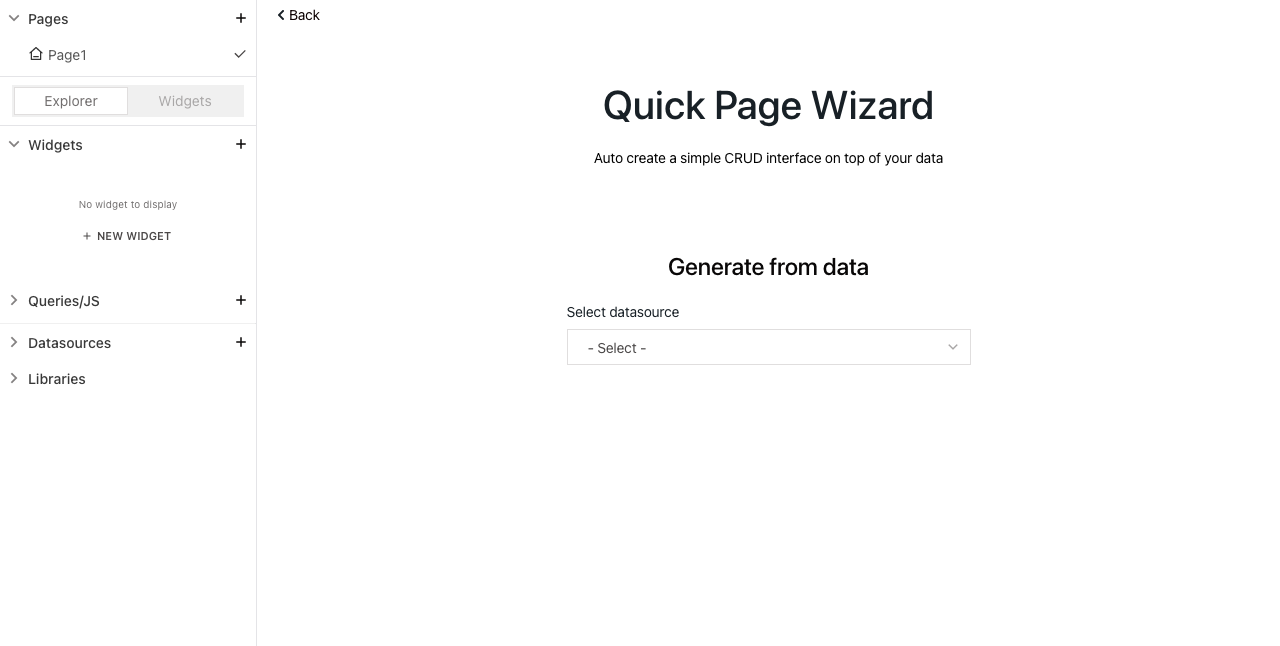 Pages
Page1
Explorer
Widgets
Widgets
No widget to display
+ NEW WIDGET
Queries/JS
Datasources
Libraries
Back
Quick Page Wizard
Auto create a simple CRUD interface on top of your data
Generate from data
Select datasource
- Select -